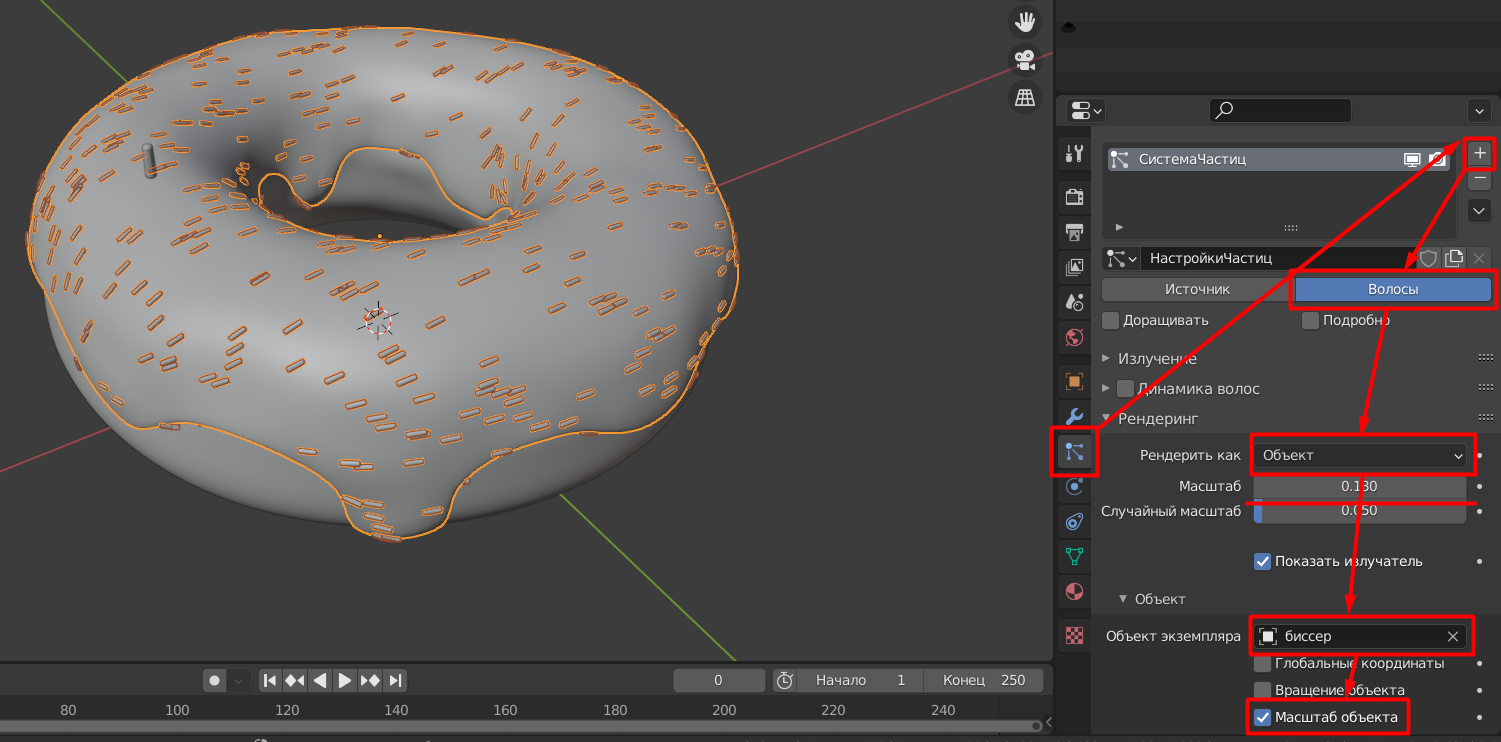 СистемаЧастиц
НастройкиЧастиц
Источник Волосы
Доращивать Подробно
Излучение
Динамика волос
Рендеринг
Рендерить как Объект
Масштаб 0.130
Случайный масштаб 0.050
Показать излучатель
Объект
Объект экземпляра биссер
Глобальные координаты
Вращение объекта
Масштаб объекта
0 Начало 1 Конец 250
80 100 120 140 160 180 200 220 240